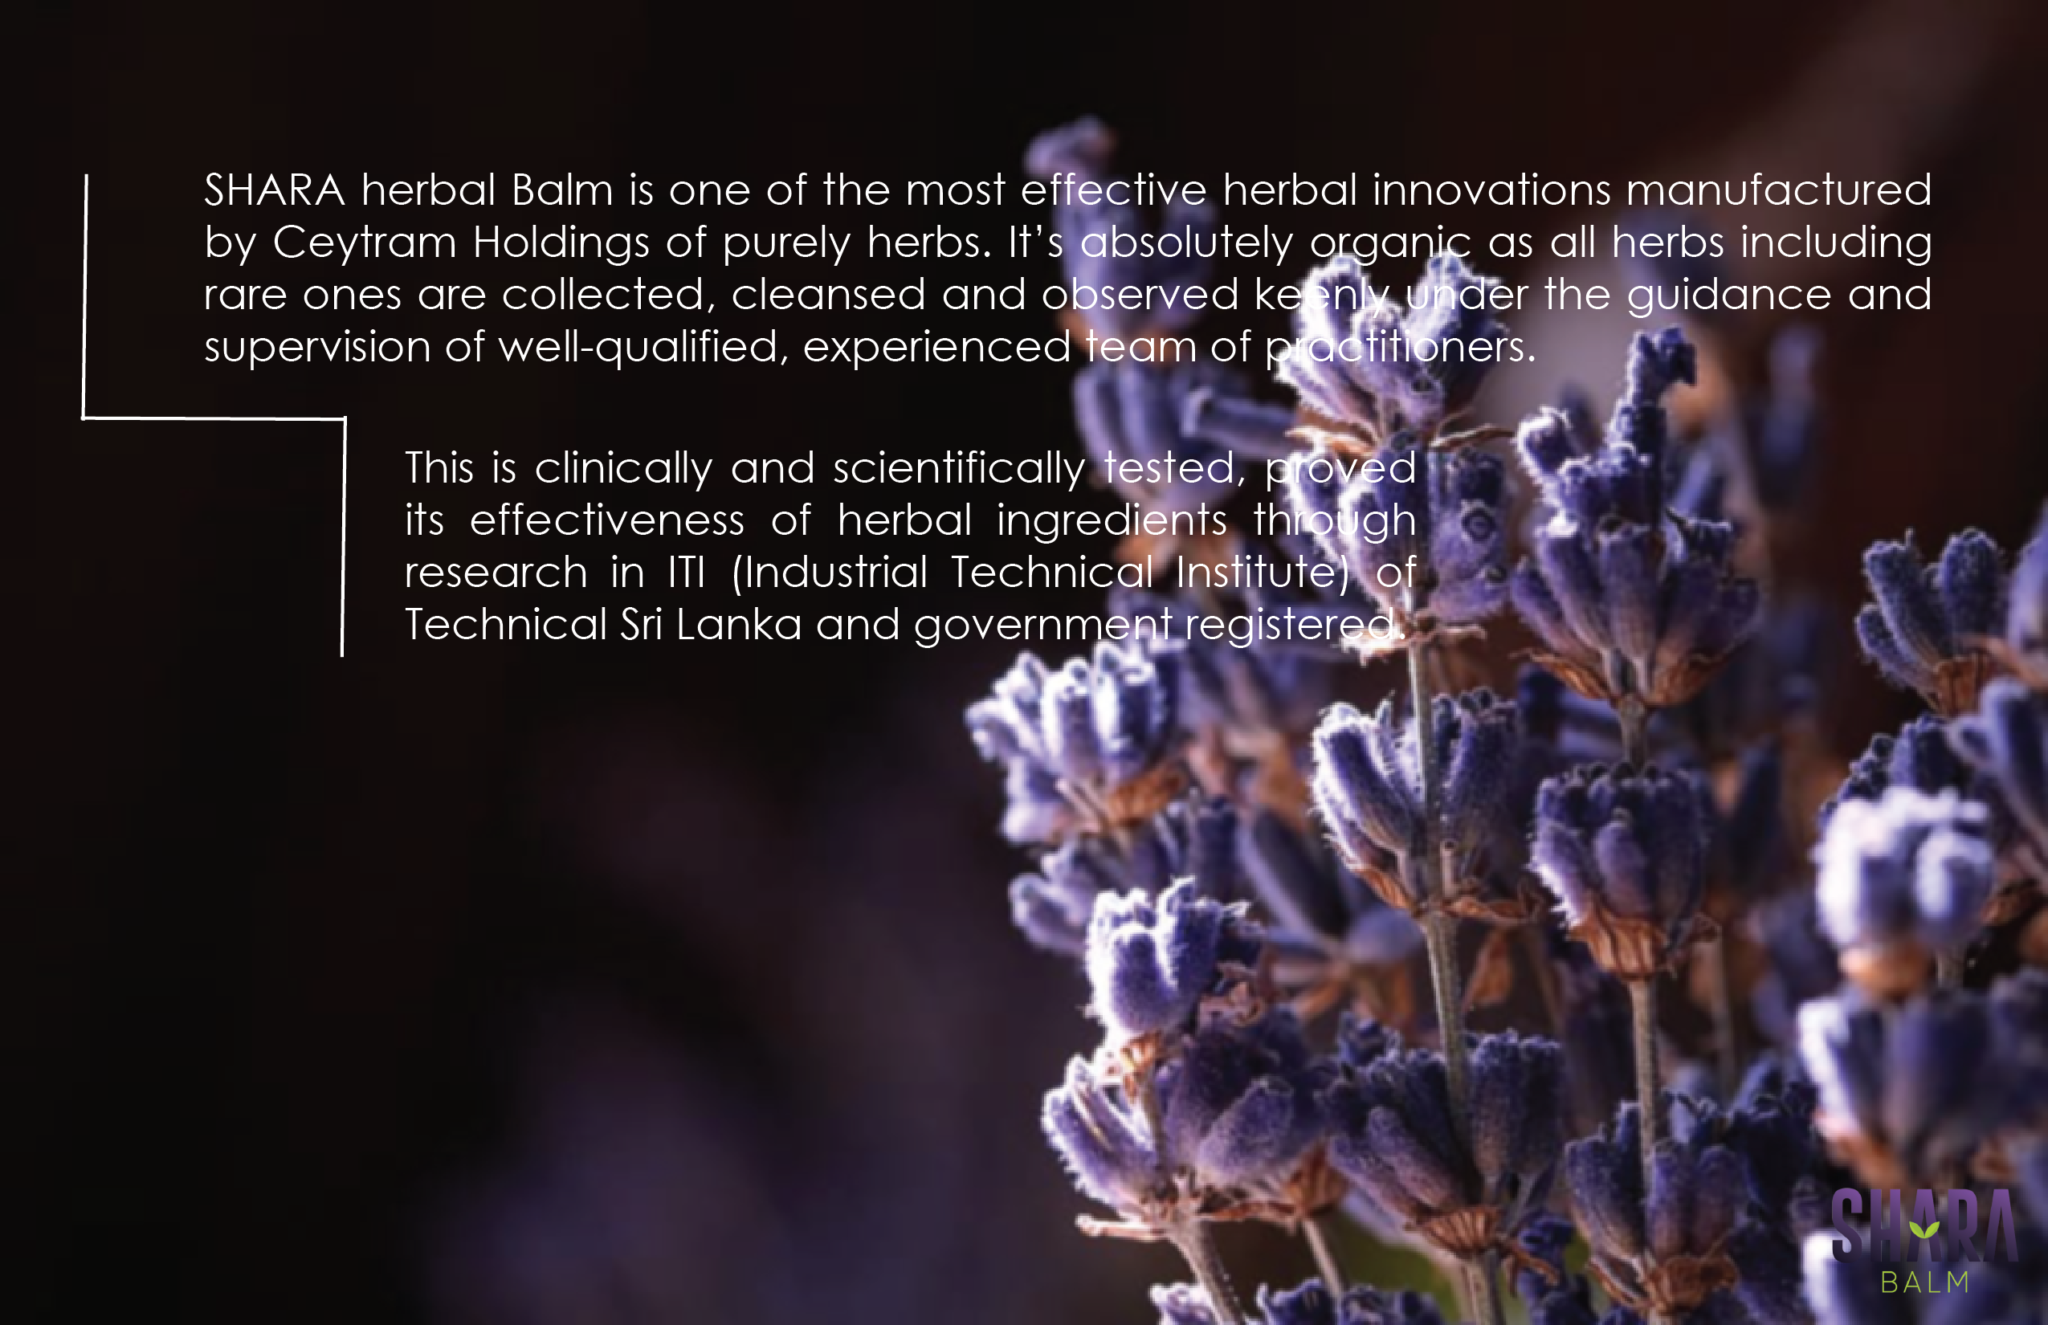 SHARA herbal Balm is one of the most effective herbal innovations manufactured
by Ceytram Holdings of purely herbs. It’s absolutely organic as all herbs including
rare ones are collected, cleansed and observed keenly under the guidance and
supervision of well-qualified, experienced team of practitioners.
This is clinically and scientifically tested, proved
its effectiveness of herbal ingredients through
research in ITI (Industrial Technical Institute) of
Technical Sri Lanka and government registered.
SHARA
BALM